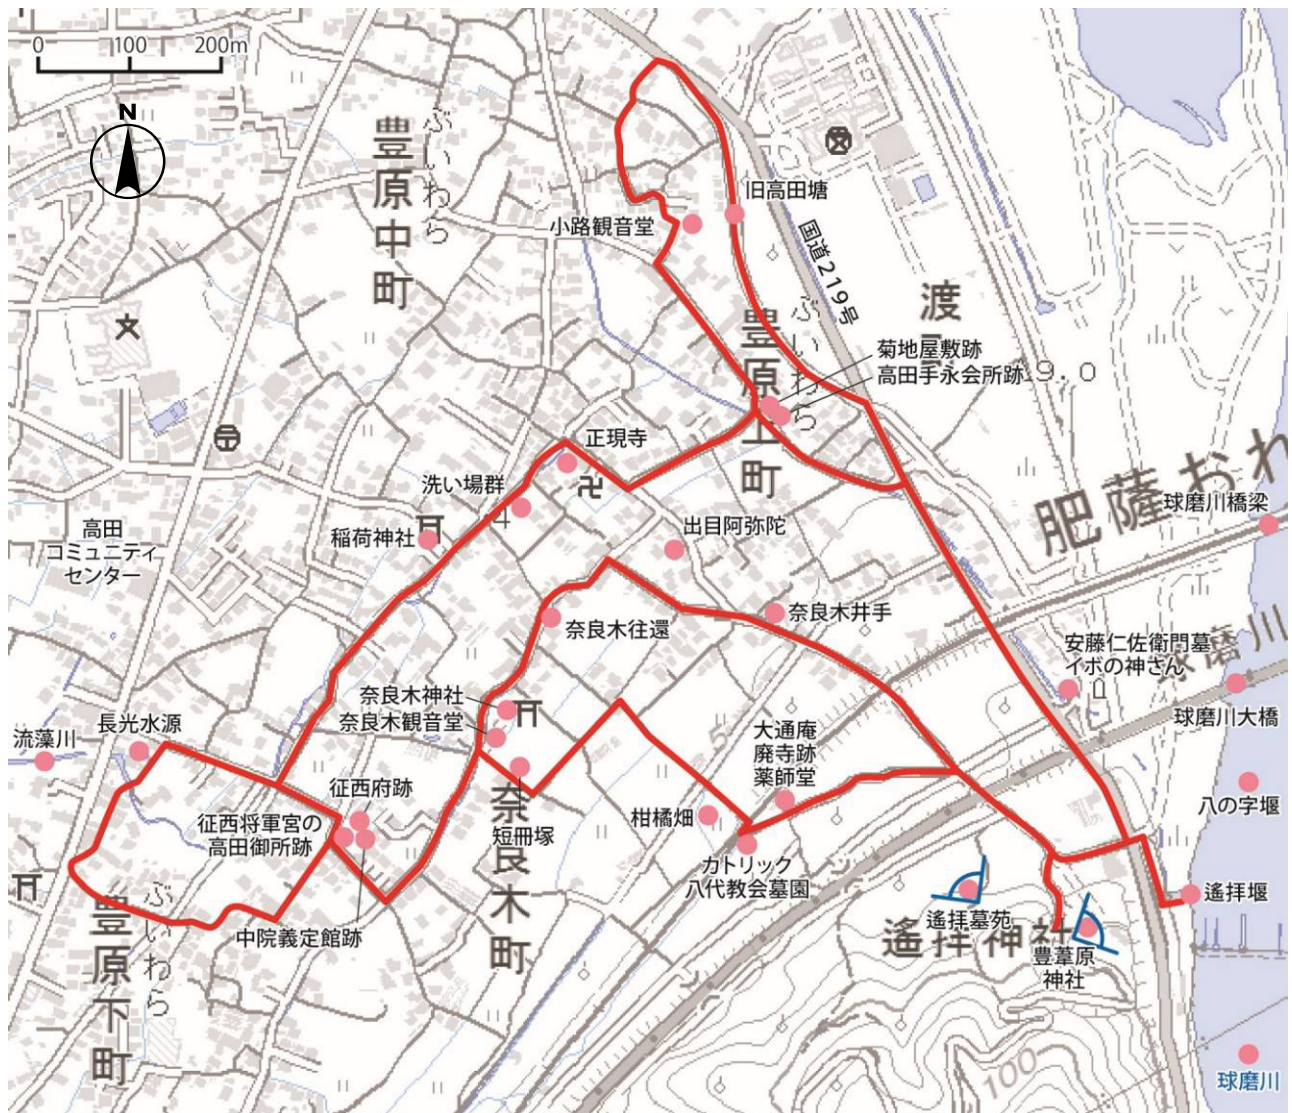 0 100 200m
N
豊原中町
ぶいわら
旧高田塘
小路観音堂
国道219号
渡
豊原上町
ぶいわら
菊地屋敷跡
高田手永会所跡
9.0
正現寺
洗い場群
4
稲荷神社
高田
コミュニティ
センター
出目阿弥陀
肥薩おれ
球磨川橋梁
奈良木往還
奈良木井手
安藤仁佐衛門墓
イボの神さん
球磨川
奈良木神社
奈良木観音堂
長光水源
流藻川
大通庵
廃寺跡
薬師堂
5
球磨川大橋
征西府跡
征西将軍宮の
高田御所跡
短冊塚
柑橘畑
八の字堰
カトリック
八代教会墓園
奈良木町
遙拝墓苑
遙拝堰
遙拝神社
豊葦原
神社
中院義定館跡
豊原下町
ぶいわら
100
球磨川